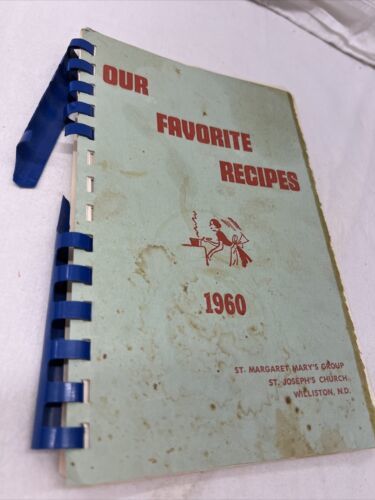 OUR
FAVORITE
RECIPES
1960
ST. MARGARET MARY'S GROUP
ST. JOSEPH'S CHURCH
WILLISTON, N.D.